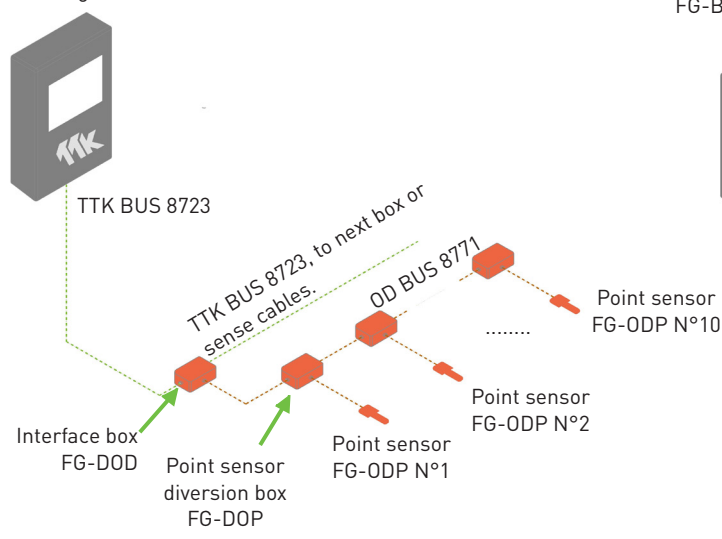 FG-B
TTK
TTK BUS 8723
TTK BUS 8723, to next box or
sense cables.
OD BUS 8771
Point sensor
FG-ODP N°10
........
Point sensor
FG-ODP N°2
Point sensor
FG-ODP N°1
Interface box
FG-DOD
Point sensor
diversion box
FG-DOP